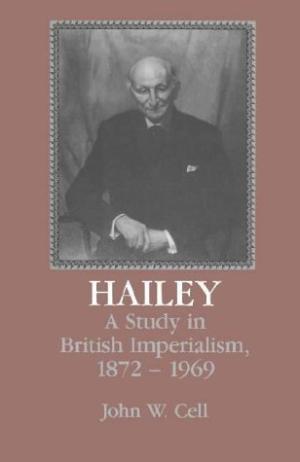 HAILEY
A Study in
British Imperialism,
1872 – 1969
John W. Cell